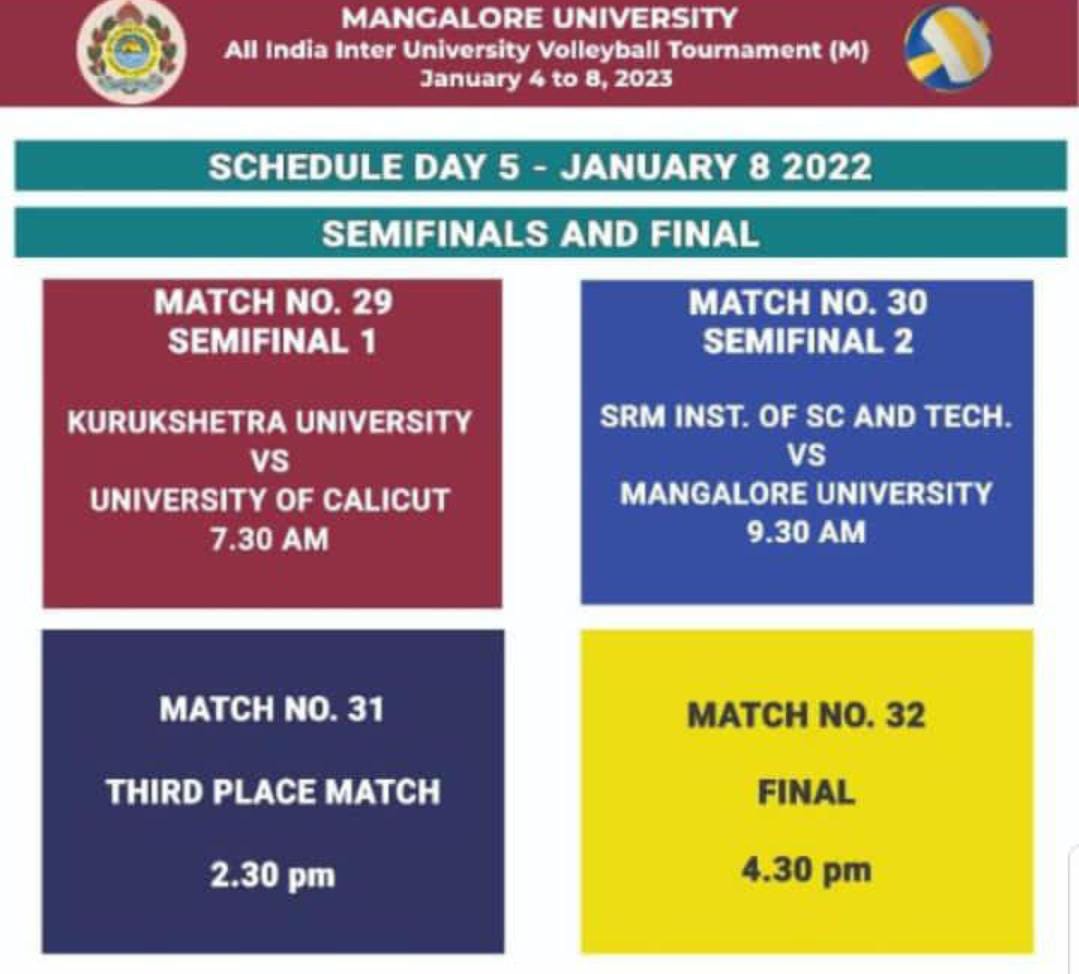 MANGALORE UNIVERSITY
All India Inter University Volleyball Tournament (M)
January 4 to 8, 2023
SCHEDULE DAY 5 - JANUARY 8 2022
SEMIFINALS AND FINAL
MATCH NO. 29
SEMIFINAL 1
KURUKSHETRA UNIVERSITY
VS
UNIVERSITY OF CALICUT
7.30 AM
MATCH NO. 30
SEMIFINAL 2
SRM INST. OF SC AND TECH.
VS
MANGALORE UNIVERSITY
9.30 AM
MATCH NO. 31
THIRD PLACE MATCH
2.30 pm
MATCH NO. 32
FINAL
4.30 pm